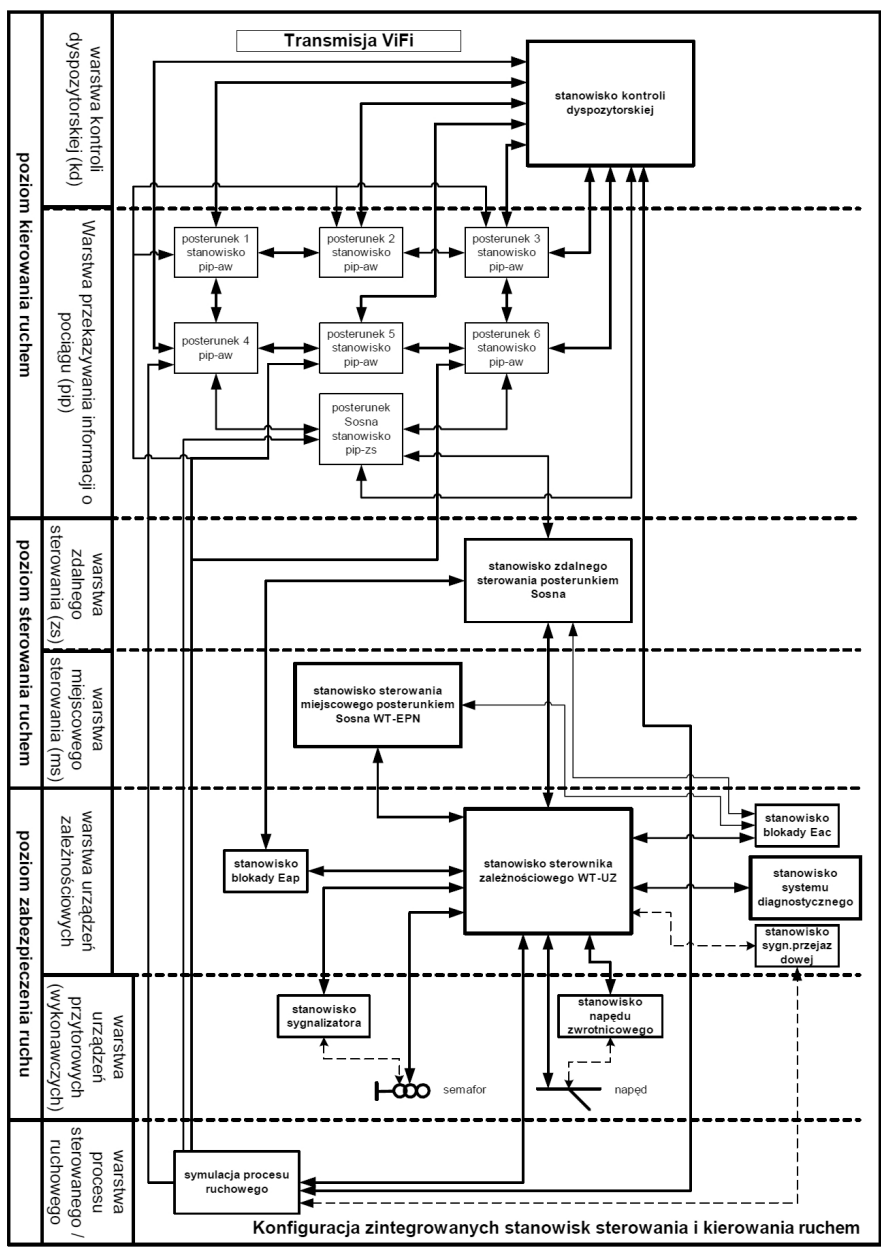 Transmisja ViFi
stanowisko kontroli
dyspozytorskiej
poziom kierowania ruchem
warstwa kontroli
dyspozytorskiej (kd)
Warstwa przekazywania informacji o
pociągu (pip)
posterunek 1
stanowisko
pip-aw
posterunek 2
stanowisko
pip-aw
posterunek 3
stanowisko
pip-aw
posterunek 4
pip-aw
posterunek 5
stanowisko
pip-aw
posterunek 6
stanowisko
pip-aw
posterunek
Sosna
stanowisko
pip-zs
poziom sterowania ruchem
warstwa
zdalnego
sterowania (zs)
stanowisko zdalnego
sterowania posterunkiem
Sosna
warstwa
miejscowego
sterowania (ms)
stanowisko sterowania
miejscowego posterunkiem
Sosna WT-EPN
poziom zabezpieczenia ruchu
warstwa urządzeń
zależnościowych
stanowisko
blokady Eap
stanowisko sterownika
zależnościowego WT-UZ
stanowisko
blokady Eac
stanowisko
systemu
diagnostycznego
stanowisko
sygn.przejaz
dowej
warstwa
urządzeń
przytorowych
(wykonawczych)
stanowisko
sygnalizatora
stanowisko
napędu
zwrotnicowego
semafor
napęd
warstwa
procesu
sterowanego /
ruchowego
symulacja procesu
ruchowego
Konfiguracja zintegrowanych stanowisk sterowania i kierowania ruchem